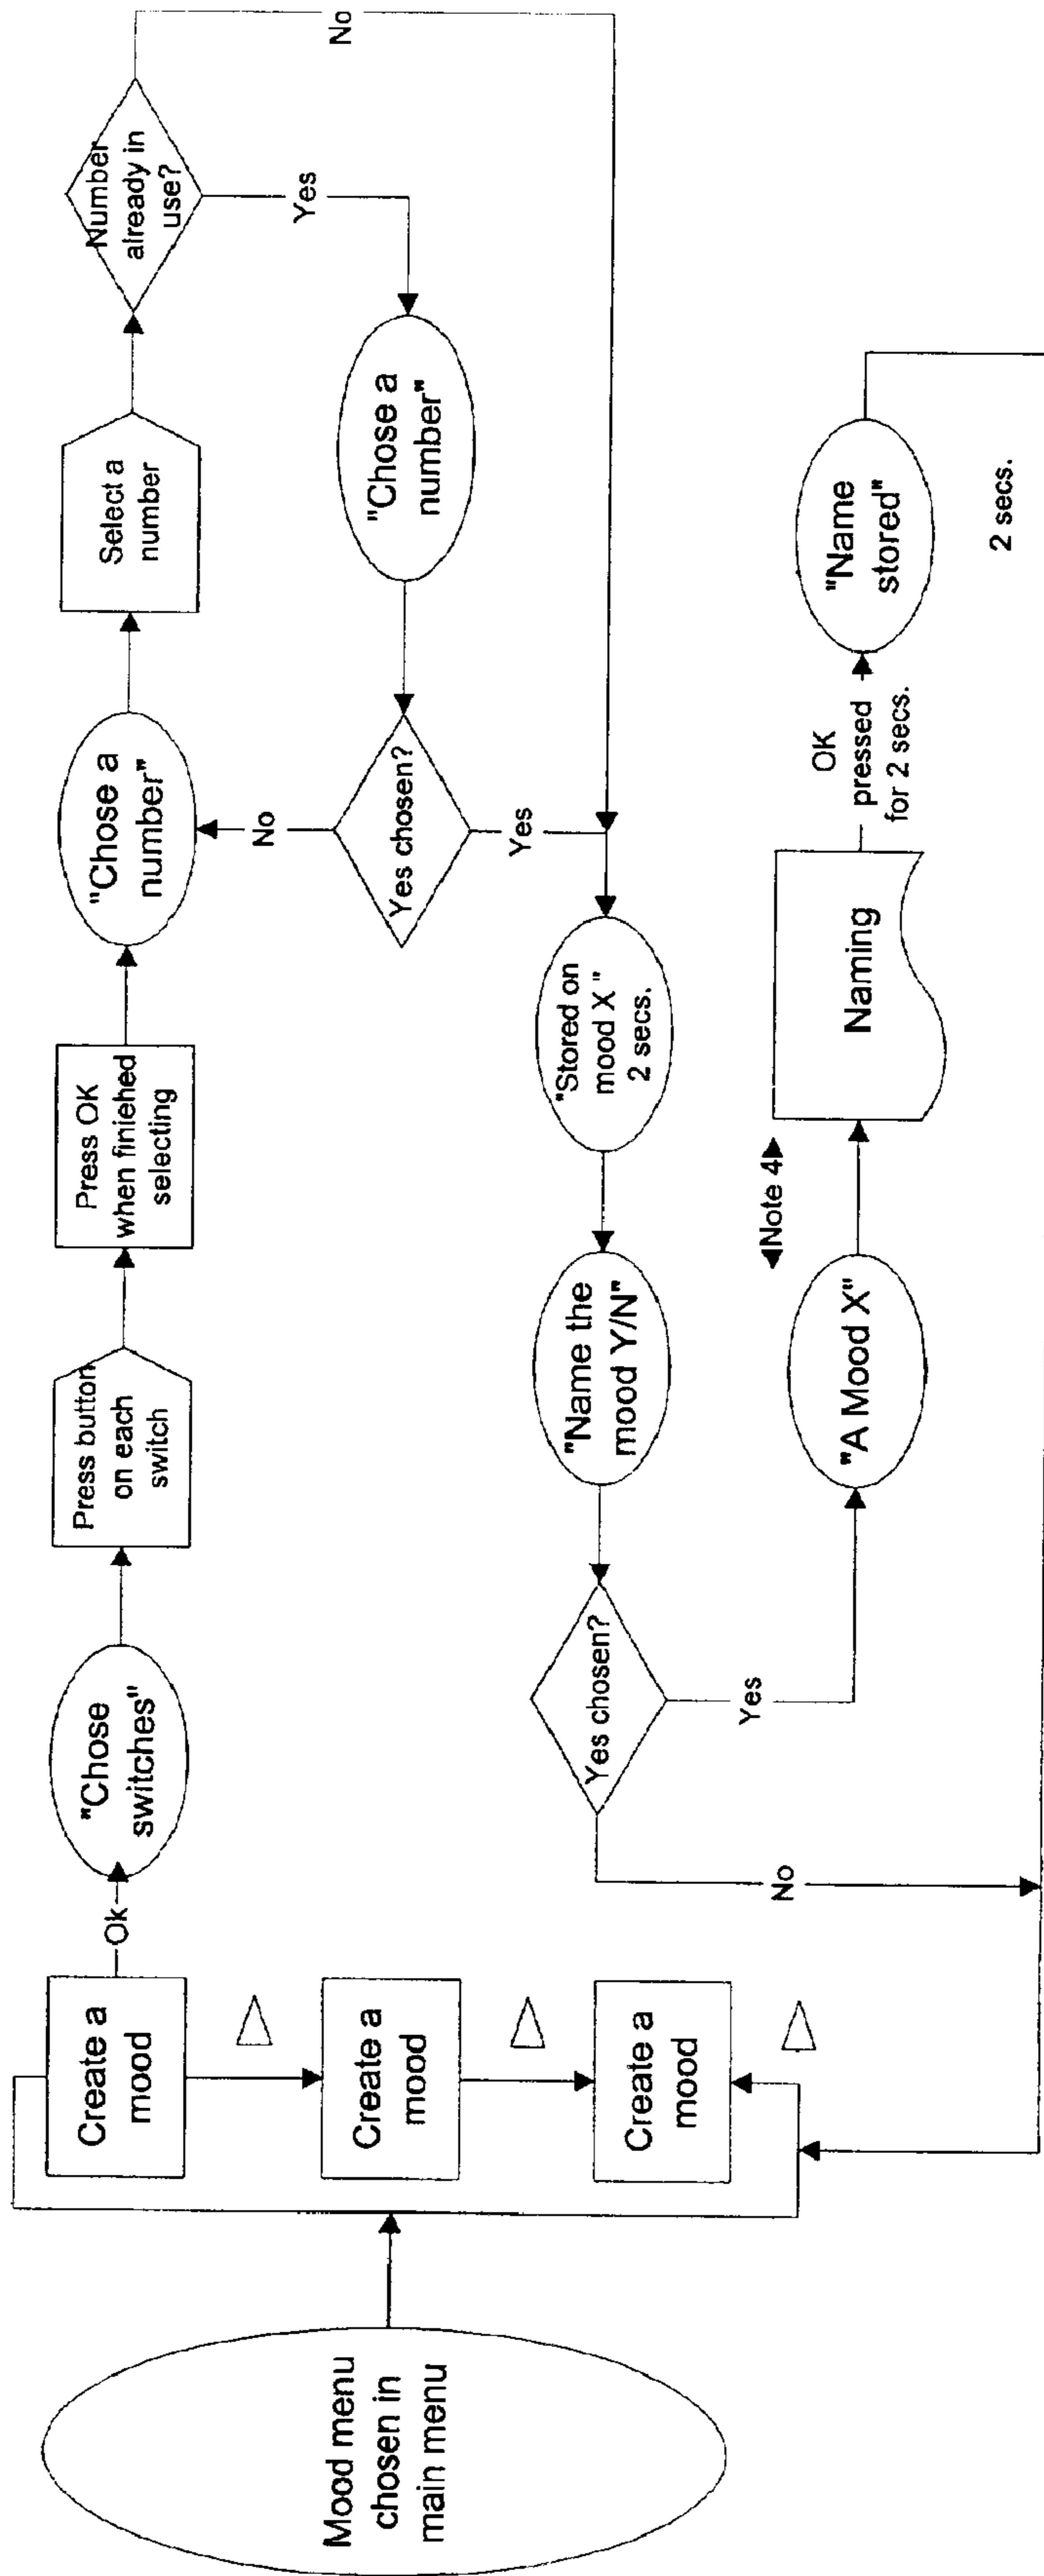 Mood menu
chosen in
main menu
Create a
mood
Ok
"Chose
switches"
Press button
on each
switch
Press OK
when finiehed
selecting
"Chose a
number"
Select a
number
Number
already in
use?
No
Yes
"Chose a
number"
Yes chosen?
No
Yes
"Stored on
mood X"
2 secs.
"Name the
mood Y/N"
Yes chosen?
No
Yes
Create a
mood
Create a
mood
"A Mood X"
Note 4
Naming
OK
pressed
for 2 secs.
"Name
stored"
2 secs.